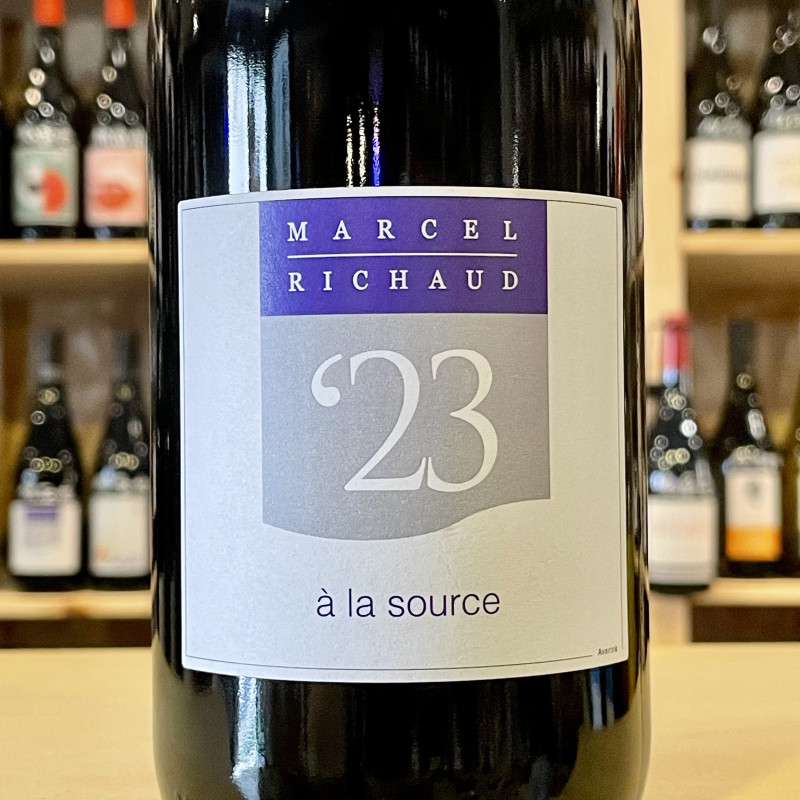 MARCEL
RICHAUD
‘23
à la source